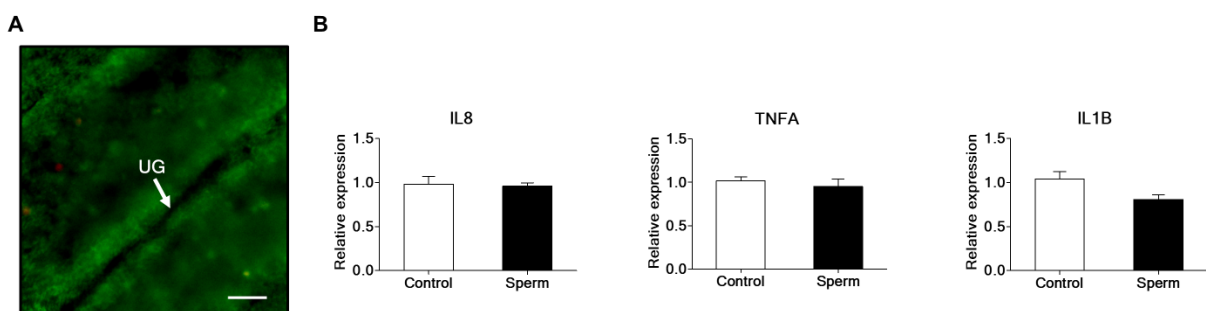 A
B
UG
IL8
Relative expression
1.5
1.0
0.5
0.0
Control
Sperm
TNFA
Relative expression
1.5
1.0
0.5
0.0
Control
Sperm
IL1B
Relative expression
1.5
1.0
0.5
0.0
Control
Sperm